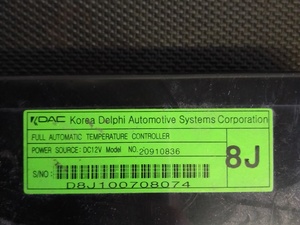 KDAC Korea Delphi Automotive Systems Corporation
FULL AUTOMATIC TEMPERATURE CONTROLLER
POWER SOURCE: DC12V Model NO. 20910836
8J
S/NO :
D8J100708074